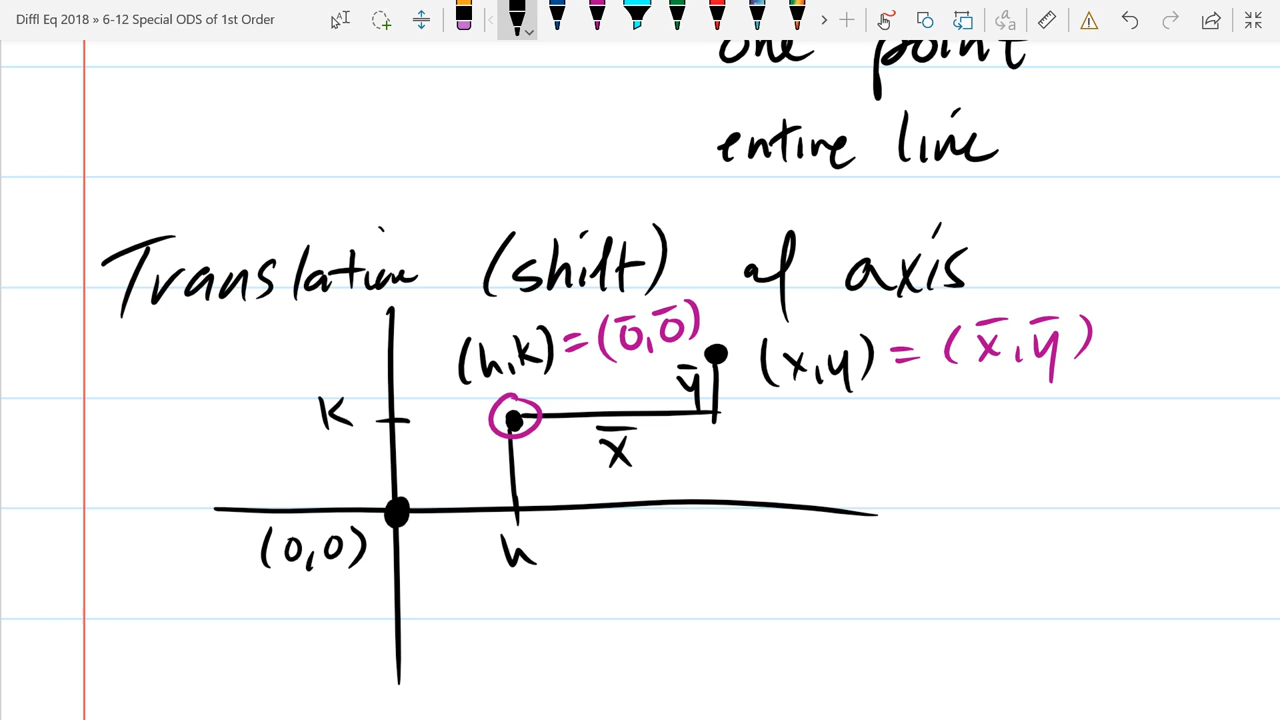 Diffl Eq 2018 » 6-12 Special ODS of 1st Order
one point
entire line
Translation (shift) of axis
(h,k) = (0̅,0̅)
(x,y) = (x̅,y̅)
y̅
K
x̅
(0,0)
h